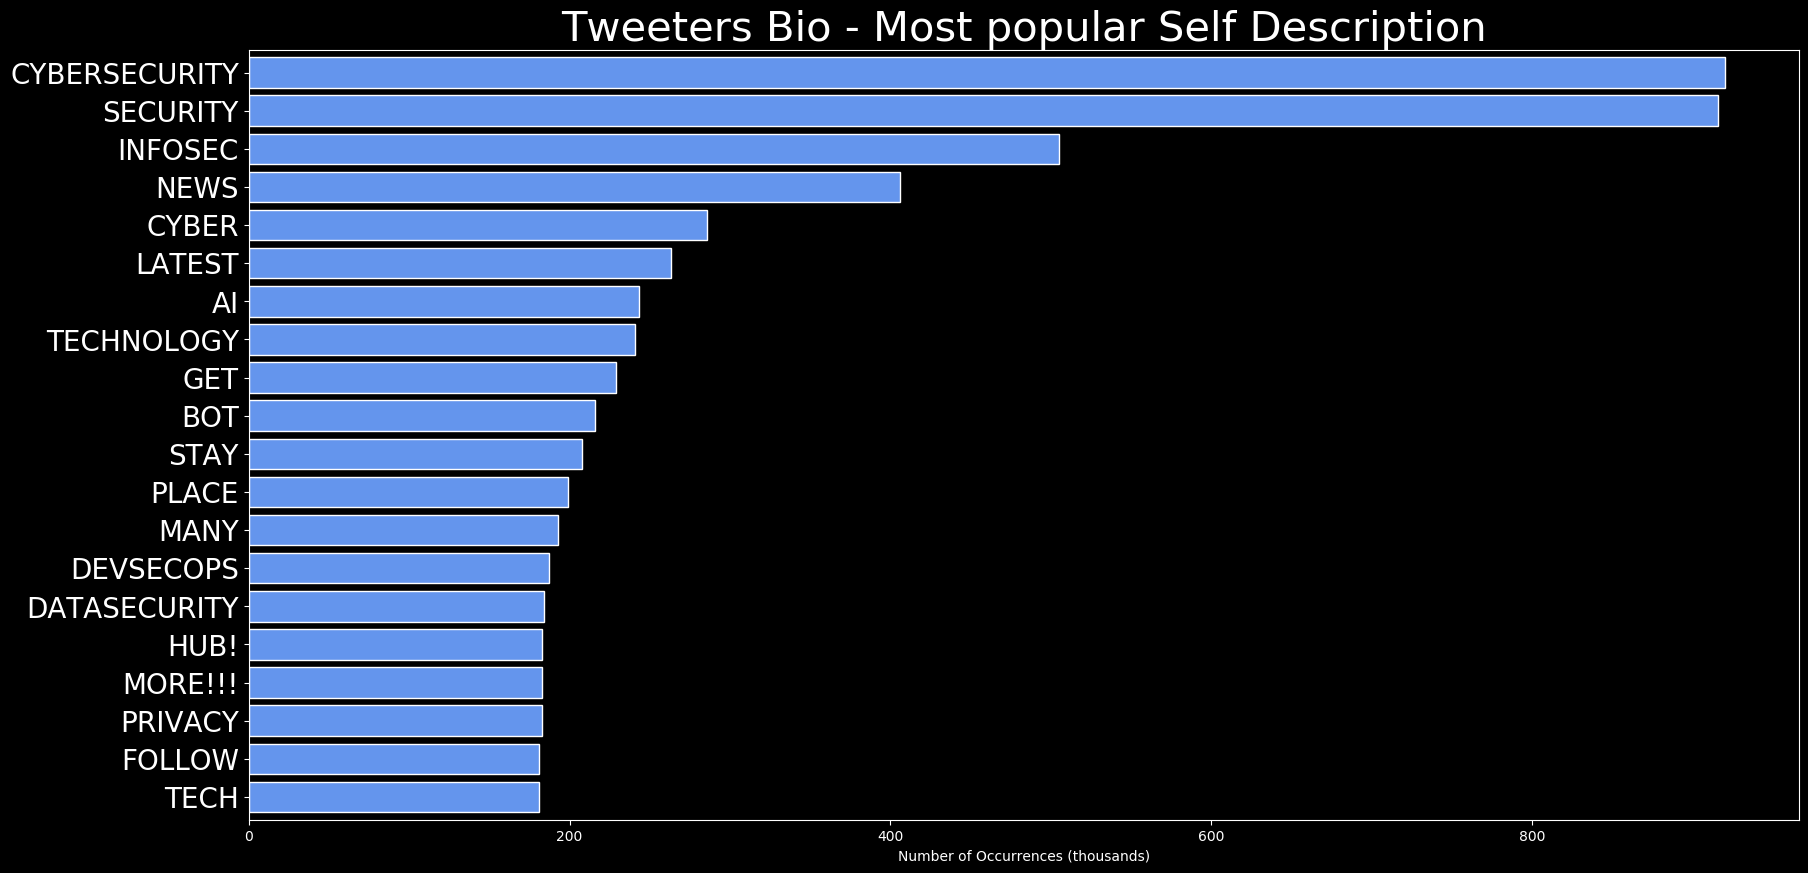 Tweeters Bio - Most popular Self Description
CYBERSECURITY
SECURITY
INFOSEC
NEWS
CYBER
LATEST
AI
TECHNOLOGY
GET
BOT
STAY
PLACE
MANY
DEVSECOPS
DATASECURITY
HUB!
MORE!!!
PRIVACY
FOLLOW
TECH
0 200 400 600 800
Number of Occurrences (thousands)